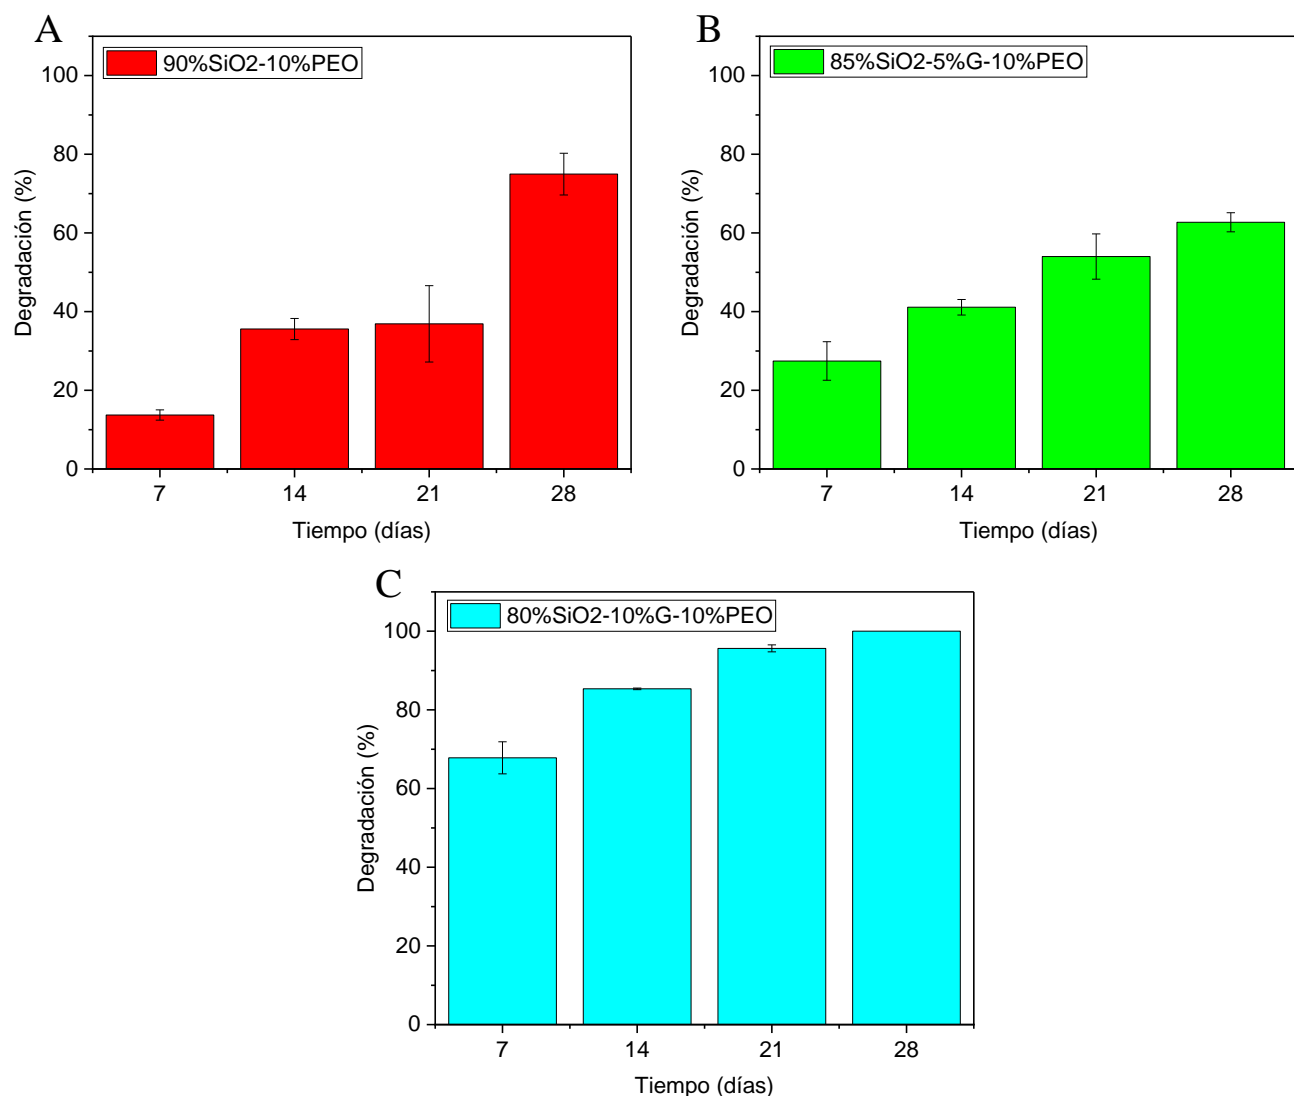 A
90%SiO2-10%PEO
100
80
60
40
20
0
Degradación (%)
7 14 21 28
Tiempo (días)
B
85%SiO2-5%G-10%PEO
100
80
60
40
20
0
Degradación (%)
7 14 21 28
Tiempo (días)
C
80%SiO2-10%G-10%PEO
100
80
60
40
20
0
Degradación (%)
7 14 21 28
Tiempo (días)